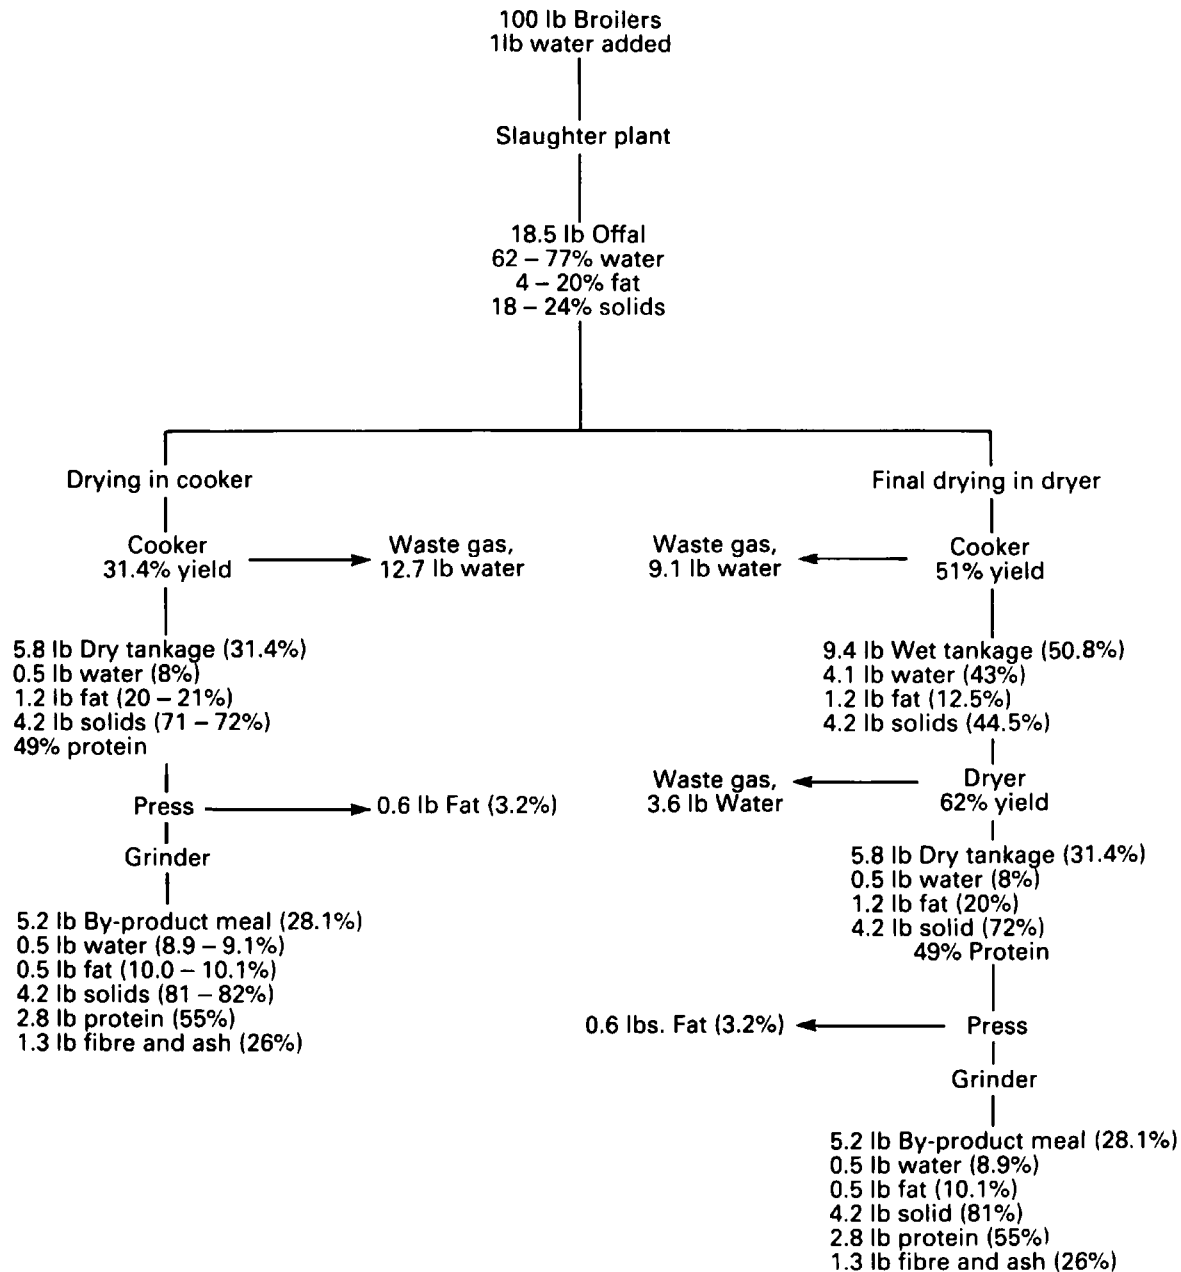 100 lb Broilers
1lb water added
Slaughter plant
18.5 lb Offal
62 – 77% water
4 – 20% fat
18 – 24% solids
Drying in cooker
Cooker
31.4% yield
Waste gas,
12.7 lb water
5.8 lb Dry tankage (31.4%)
0.5 lb water (8%)
1.2 lb fat (20 – 21%)
4.2 lb solids (71 – 72%)
49% protein
Press
0.6 lb Fat (3.2%)
Grinder
5.2 lb By-product meal (28.1%)
0.5 lb water (8.9 – 9.1%)
0.5 lb fat (10.0 – 10.1%)
4.2 lb solids (81 – 82%)
2.8 lb protein (55%)
1.3 lb fibre and ash (26%)
Final drying in dryer
Waste gas,
9.1 lb water
Cooker
51% yield
9.4 lb Wet tankage (50.8%)
4.1 lb water (43%)
1.2 lb fat (12.5%)
4.2 lb solids (44.5%)
Waste gas,
3.6 lb Water
Dryer
62% yield
5.8 lb Dry tankage (31.4%)
0.5 lb water (8%)
1.2 lb fat (20%)
4.2 lb solid (72%)
49% Protein
0.6 lbs. Fat (3.2%)
Press
Grinder
5.2 lb By-product meal (28.1%)
0.5 lb water (8.9%)
0.5 lb fat (10.1%)
4.2 lb solid (81%)
2.8 lb protein (55%)
1.3 lb fibre and ash (26%)